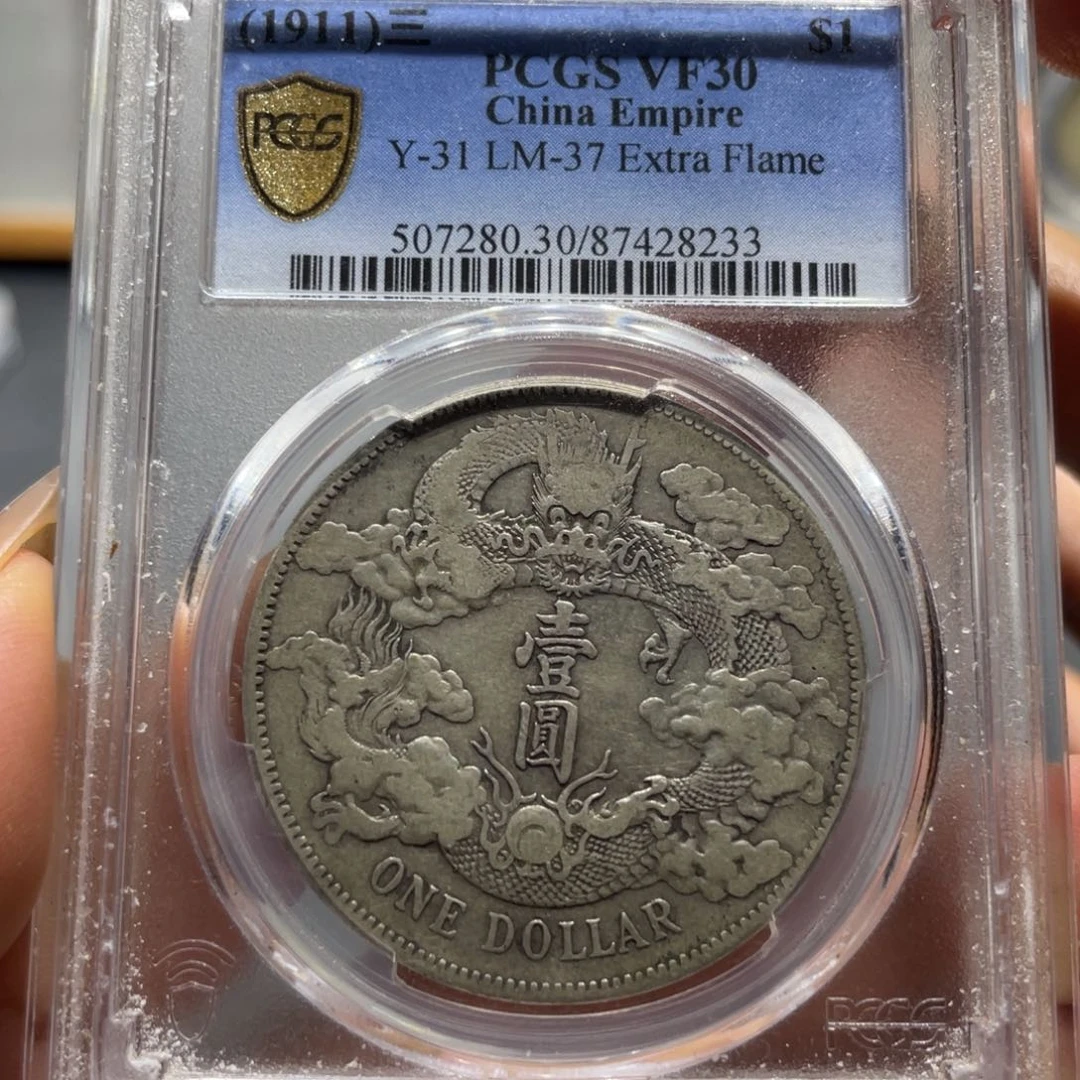 (1911)三 $1
PCGS VF30
China Empire
PCGS
Y-31 LM-37 Extra Flame
507280.30/87428233
壹
圓
ONE DOLLAR
PCGS